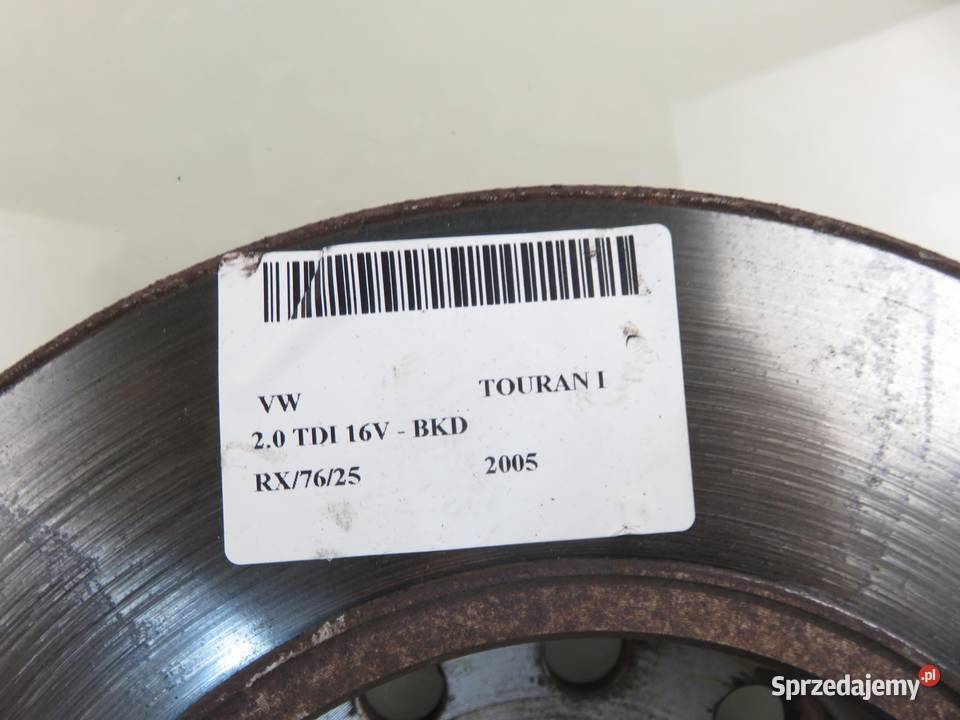 VW TOURAN I
2.0 TDI 16V - BKD
RX/76/25 2005
Sprzedajemy.pl